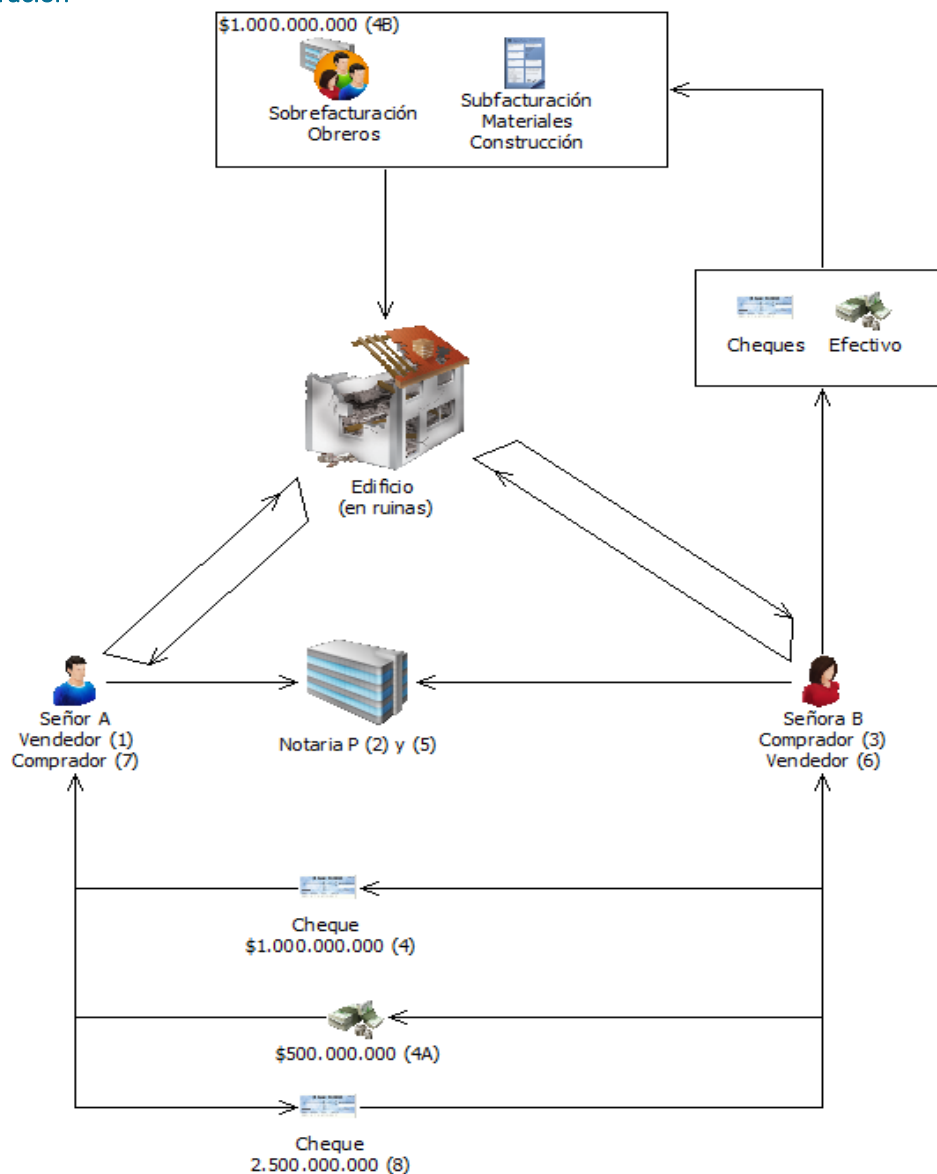 $1.000.000.000 (4B)
Sobrefacturación
Obreros
Subfacturación
Materiales
Construcción
Cheques
Efectivo
Edificio
(en ruinas)
Señor A
Vendedor (1)
Comprador (7)
Notaria P (2) y (5)
Señora B
Comprador (3)
Vendedor (6)
Cheque
$1.000.000.000 (4)
$500.000.000 (4A)
Cheque
2.500.000.000 (8)